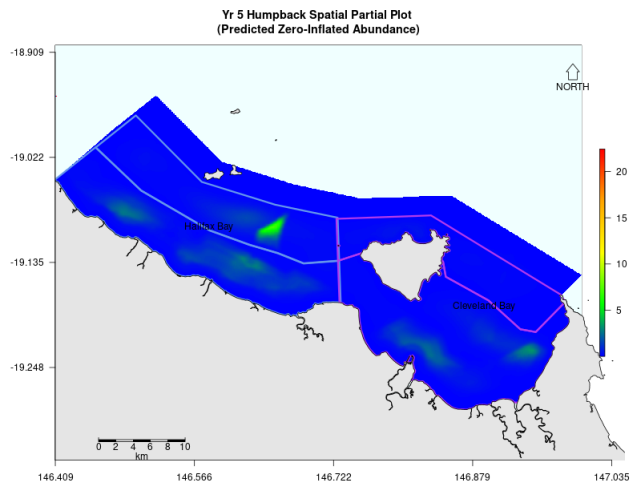 Yr 5 Humpback Spatial Partial Plot
(Predicted Zero-Inflated Abundance)
-18.909
NORTH
-19.022
20
15
Halifax Bay
-19.135
10
Cleveland Bay
5
-19.248
0
0 2 4 6 8 10
km
146.409 146.566 146.722 146.879 147.035